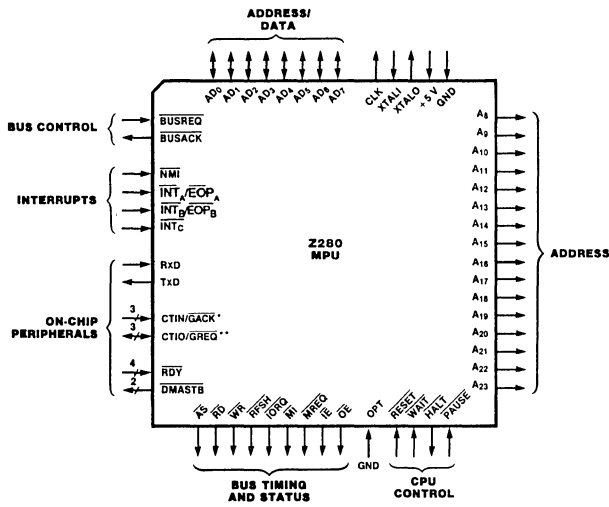 ADDRESS/
DATA
AD0 AD1 AD2 AD3 AD4 AD5 AD6 AD7
CLK XTALI XTALO +5 V GND
BUS CONTROL
BUSREQ
BUSACK
INTERRUPTS
NMI
INTA/EOPA
INTB/EOPB
INTC
ON-CHIP
PERIPHERALS
RxD
TxD
3 CTIN/GACK*
3 CTIO/GREQ**
4 RDY
2 DMASTB
Z280
MPU
A8
A9
A10
A11
A12
A13
A14
A15
A16
A17
A18
A19
A20
A21
A22
A23
ADDRESS
AS RD WR RFSH IORQ MI MREQ IE OE OPT RESET WAIT HALT PAUSE
GND
BUS TIMING
AND STATUS
CPU
CONTROL